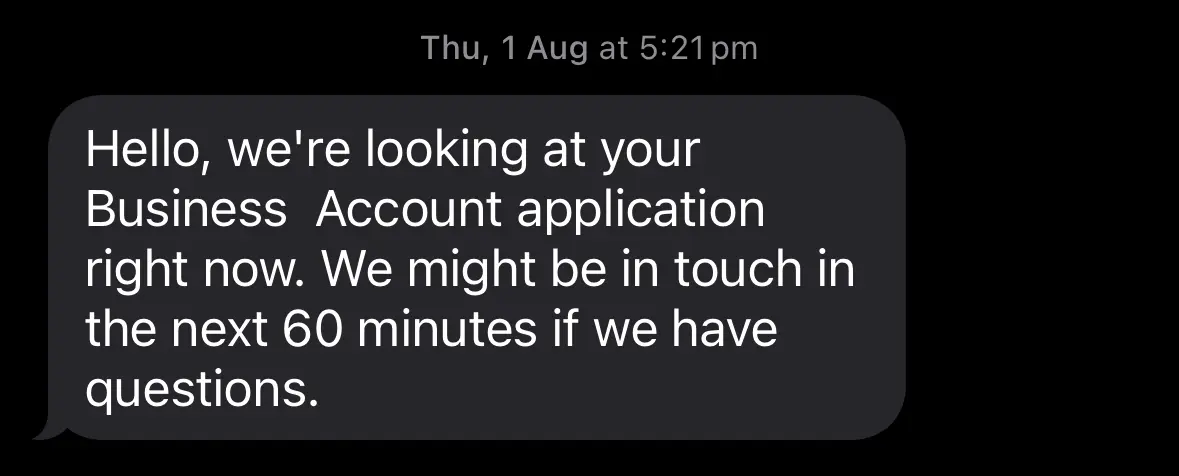 Thu, 1 Aug at 5:21 pm
Hello, we're looking at your
Business  Account application
right now. We might be in touch in
the next 60 minutes if we have
questions.